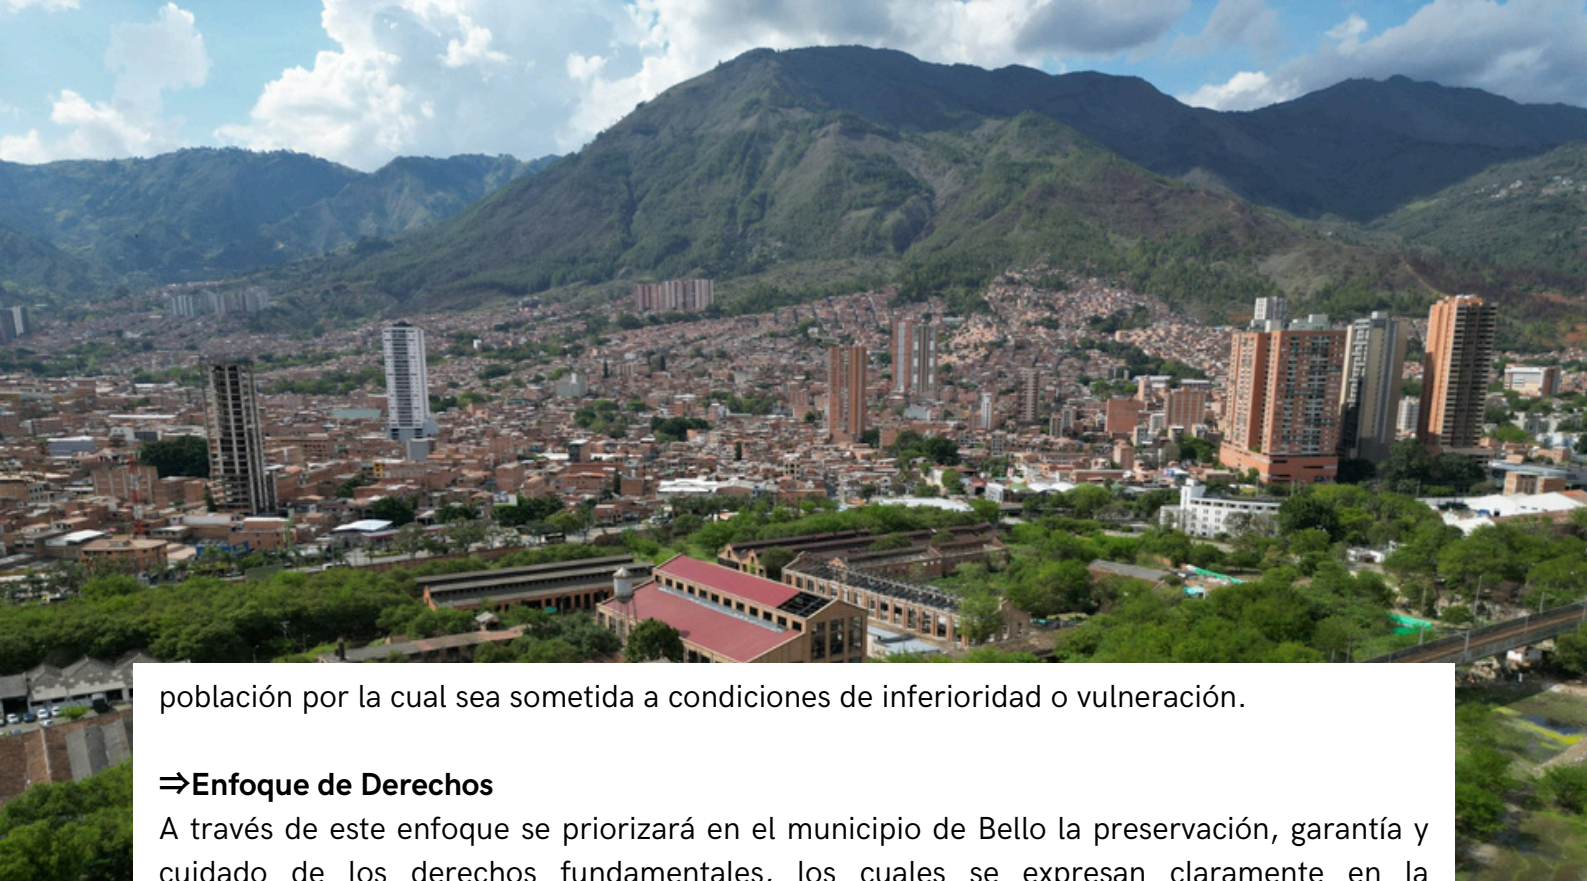 población por la cual sea sometida a condiciones de inferioridad o vulneración.
⇒Enfoque de Derechos
A través de este enfoque se priorizará en el municipio de Bello la preservación, garantía y
cuidado de los derechos fundamentales, los cuales se expresan claramente en la